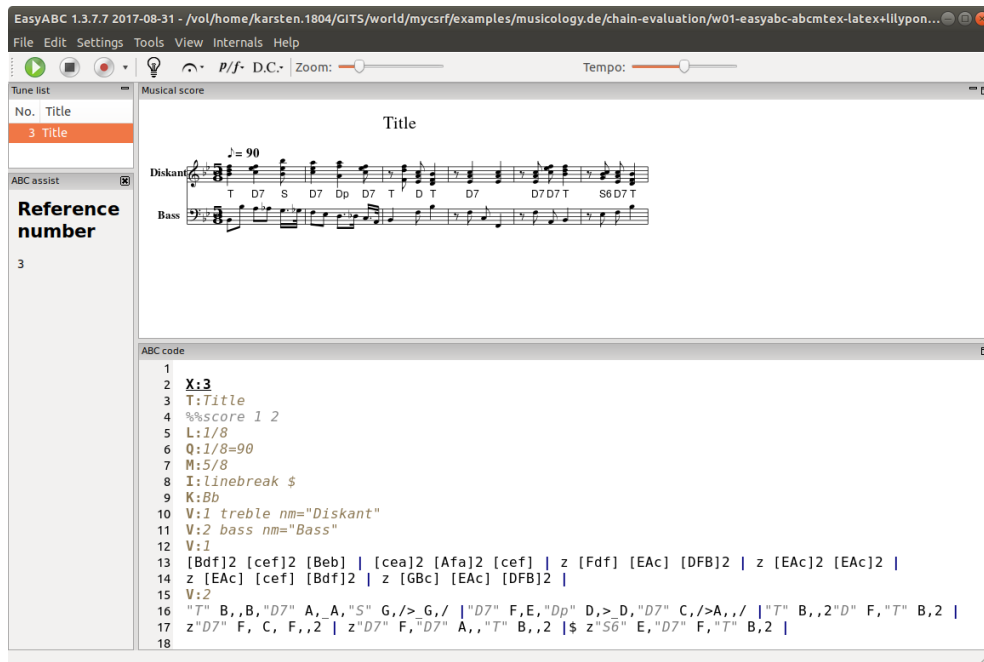 EasyABC 1.3.7.7 2017-08-31 - /vol/home/karsten.1804/GITS/world/mycsrf/examples/musicology.de/chain-evaluation/w01-easyabc-abcmtex-latex+lilypon...
File Edit Settings Tools View Internals Help
p/f D.C. Zoom: Tempo:
Tune list
No. Title
3 Title
ABC assist
Reference
number
3
Musical score
Title
♪= 90
Diskant
T D7 S D7 Dp D7 T D T D7 D7 D7 T S6 D7 T
Bass
ABC code
1
2 X:3
3 T:Title
4 %%score 1 2
5 L:1/8
6 Q:1/8=90
7 M:5/8
8 I:linebreak $
9 K:Bb
10 V:1 treble nm="Diskant"
11 V:2 bass nm="Bass"
12 V:1
13 [Bdf]2 [cef]2 [Beb] | [cea]2 [Afa]2 [cef] | z [Fdf] [EAc] [DFB]2 | z [EAc]2 [EAc]2 |
14 z [EAc] [cef] [Bdf]2 | z [GBc] [EAc] [DFB]2 |
15 V:2
16 "T" B,,B,"D7" A,_A,"S" G,/>_G,/ |"D7" F,E,"Dp" D,>_D,"D7" C,/>A,,/ |"T" B,,2"D" F,"T" B,2 |
17 z"D7" F, C, F,,2 | z"D7" F,"D7" A,,"T" B,,2 |$ z"S6" E,"D7" F,"T" B,2 |
18